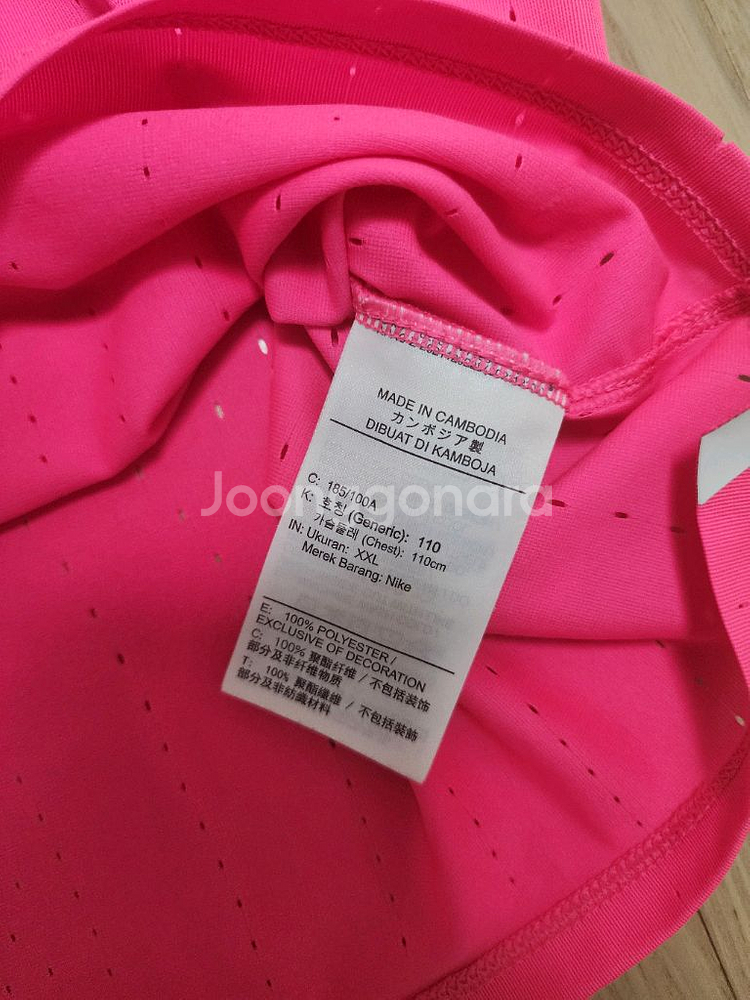 MADE IN CAMBODIA
カンボジア製
DIBUAT DI KAMBOJA
C: 185/100A
K: 호칭 (Generic): 110
가슴둘레 (Chest): 110cm
IN: Ukuran: XXL
Merek Barang: Nike
E: 100% POLYESTER /
EXCLUSIVE OF DECORATION
C: 100% 聚酯纤维 / 不包括装饰
部分及非纤维物质
T: 100% 聚酯纖維 / 不包括裝飾
部分及非紡織材料
Joonggonara